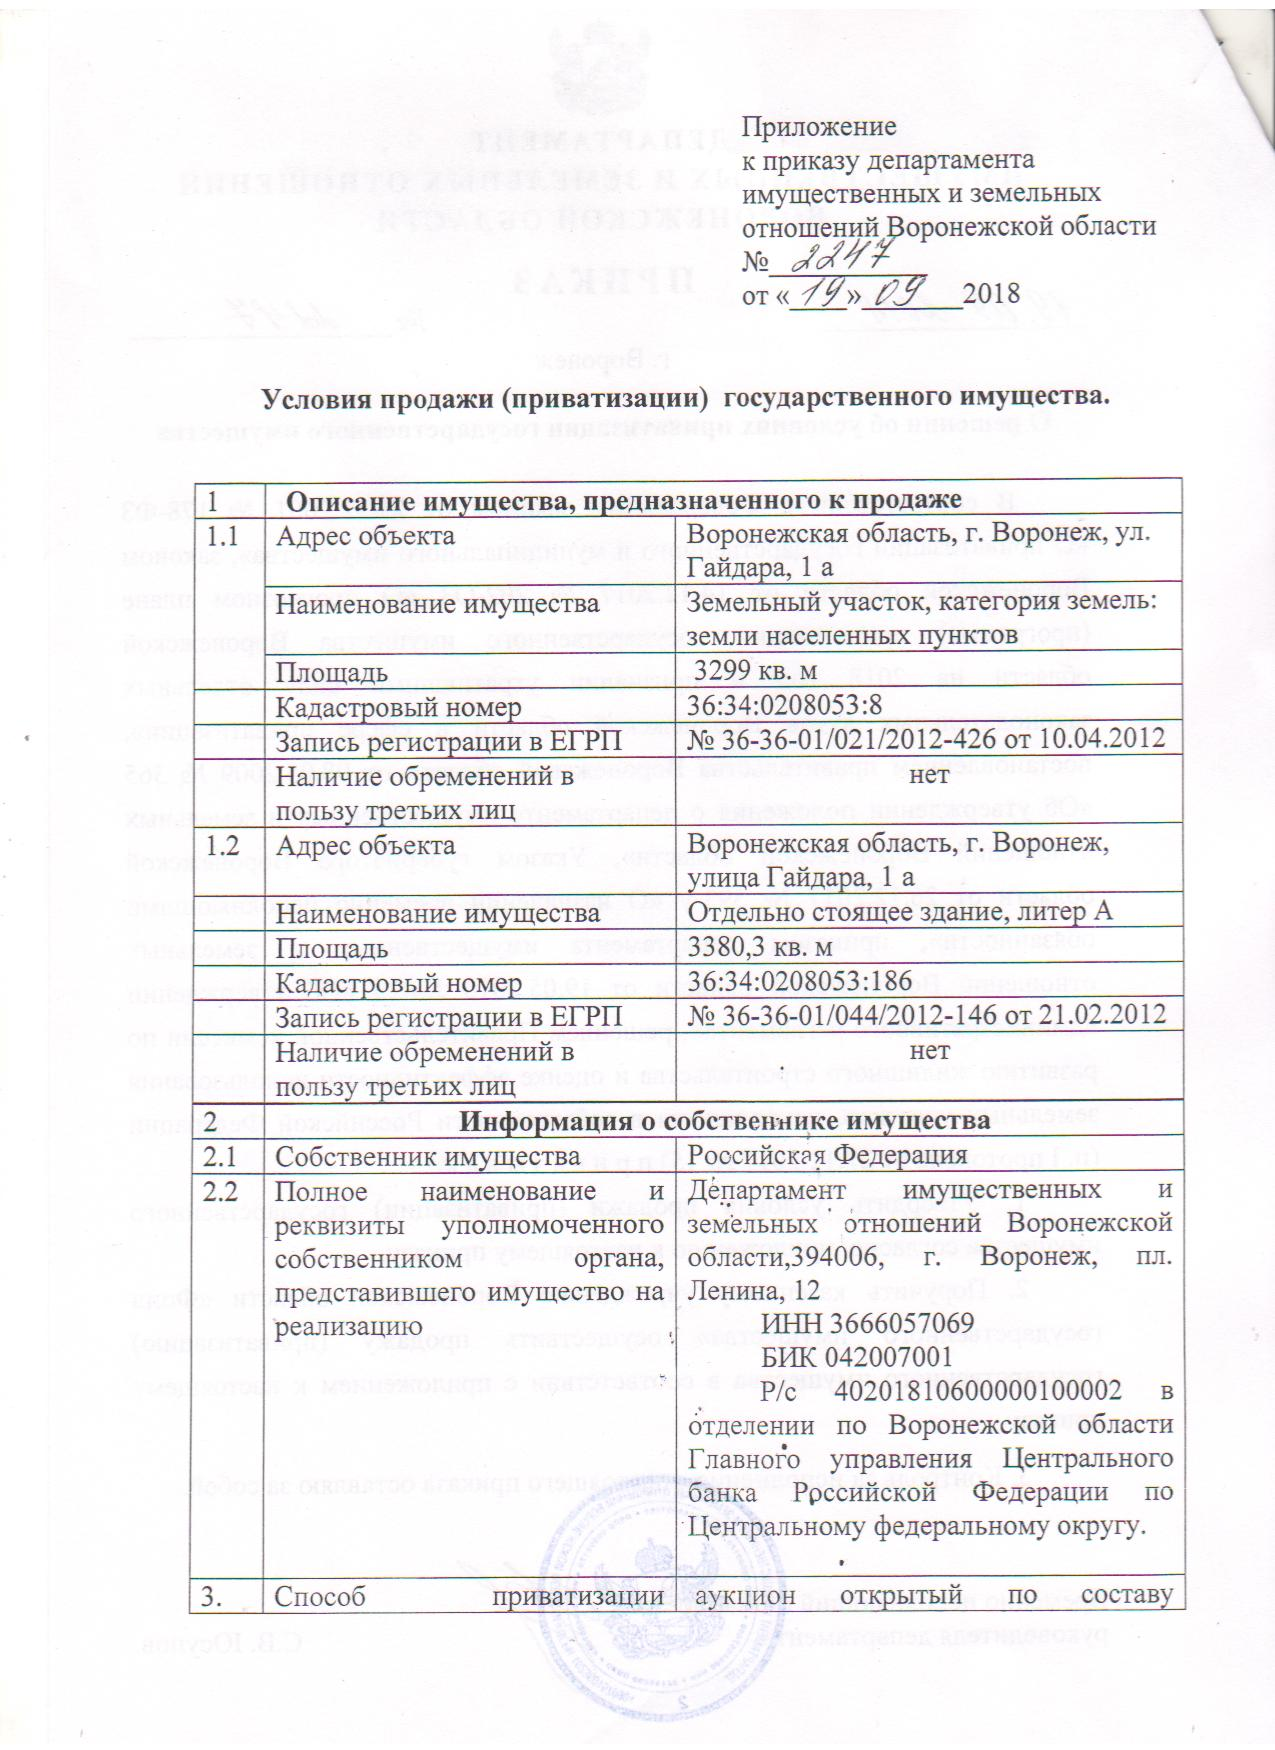 Приложение
к приказу департамента
имущественных и земельных
отношений Воронежской области
№ 2247
от « 19 » 09 2018
Условия продажи (приватизации) государственного имущества.
1 Описание имущества, предназначенного к продаже
1.1 Адрес объекта Воронежская область, г. Воронеж, ул.
Гайдара, 1 а
Наименование имущества Земельный участок, категория земель:
земли населенных пунктов
Площадь 3299 кв. м
Кадастровый номер 36:34:0208053:8
Запись регистрации в ЕГРП № 36-36-01/021/2012-426 от 10.04.2012
Наличие обременений в нет
пользу третьих лиц
1.2 Адрес объекта Воронежская область, г. Воронеж,
улица Гайдара, 1 а
Наименование имущества Отдельно стоящее здание, литер А
Площадь 3380,3 кв. м
Кадастровый номер 36:34:0208053:186
Запись регистрации в ЕГРП № 36-36-01/044/2012-146 от 21.02.2012
Наличие обременений в нет
пользу третьих лиц
2. Информация о собственнике имущества
2.1 Собственник имущества Российская Федерация
2.2 Полное наименование и
реквизиты уполномоченного
собственником органа,
представившего имущество на
реализацию
Департамент имущественных и
земельных отношений Воронежской
области,394006, г. Воронеж, пл.
Ленина, 12
ИНН 3666057069
БИК 042007001
Р/с 40201810600000100002 в
отделении по Воронежской области
Главного управления Центрального
банка Российской Федерации по
Центральному федеральному округу.
3. Способ приватизации аукцион открытый по составу